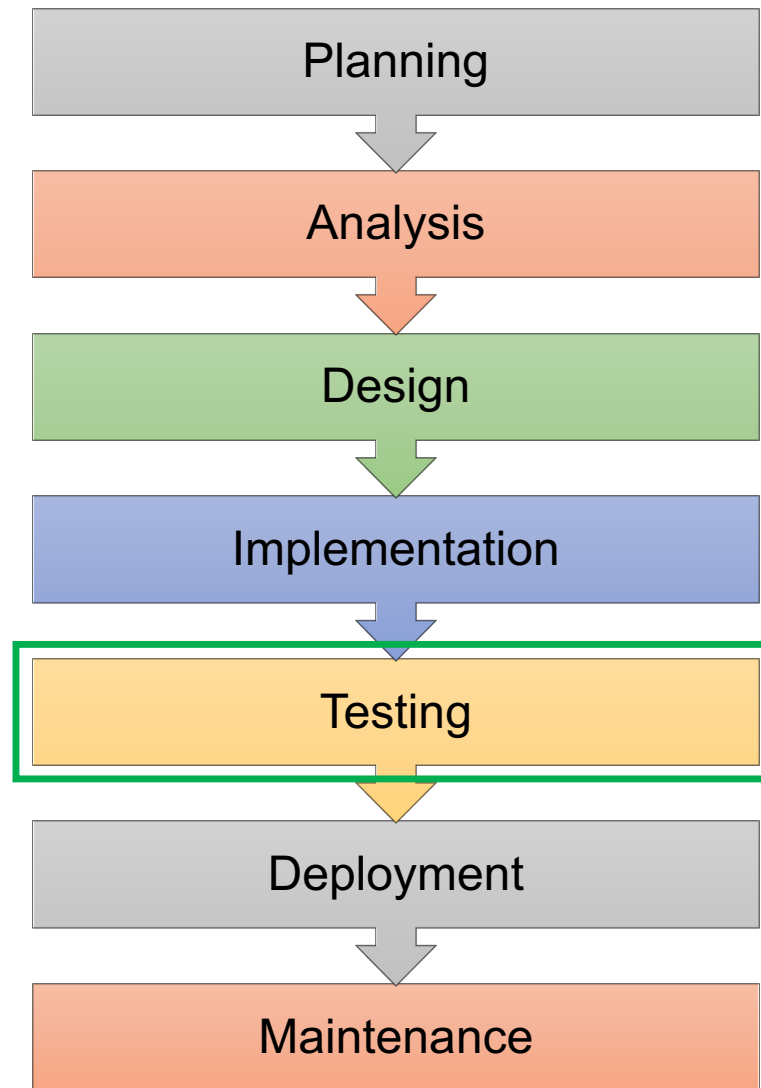 Planning
Analysis
Design
Implementation
Testing
Deployment
Maintenance